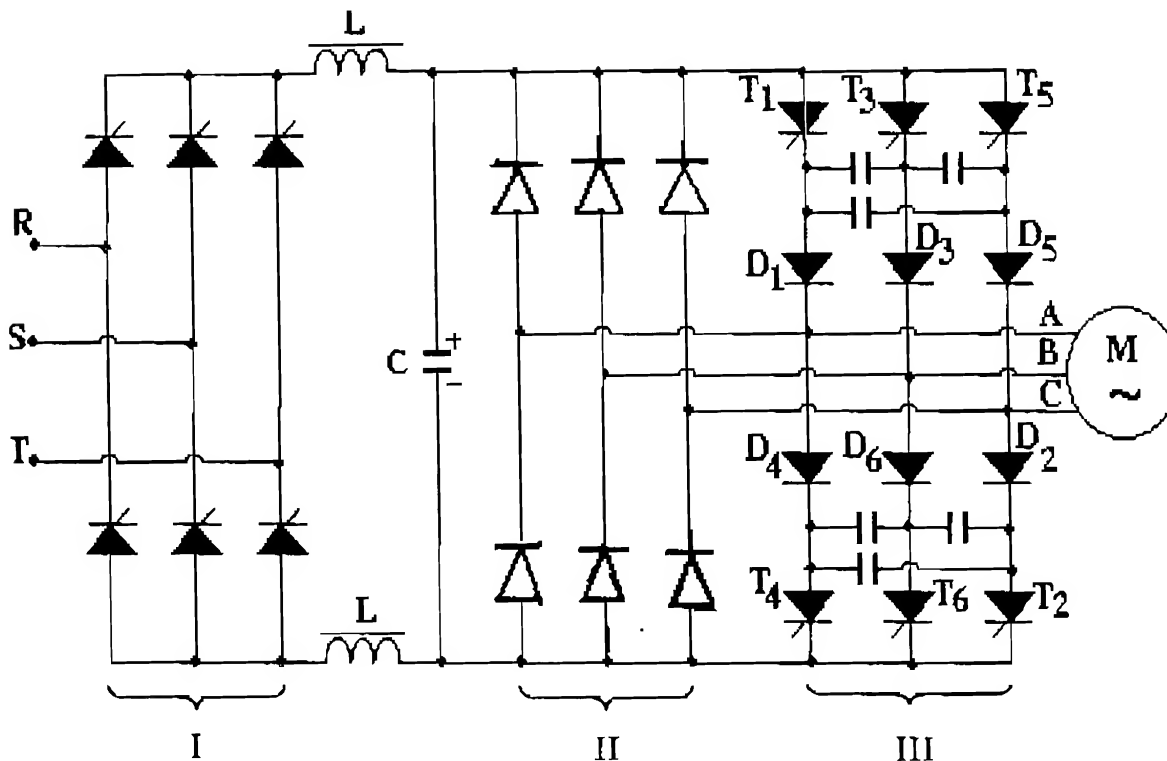 L
T1 T3 T5
R
D1 D3 D5
S
A
B
C
M
~
C + -
T
D4 D6 D2
T4 T6 T2
L
I II III